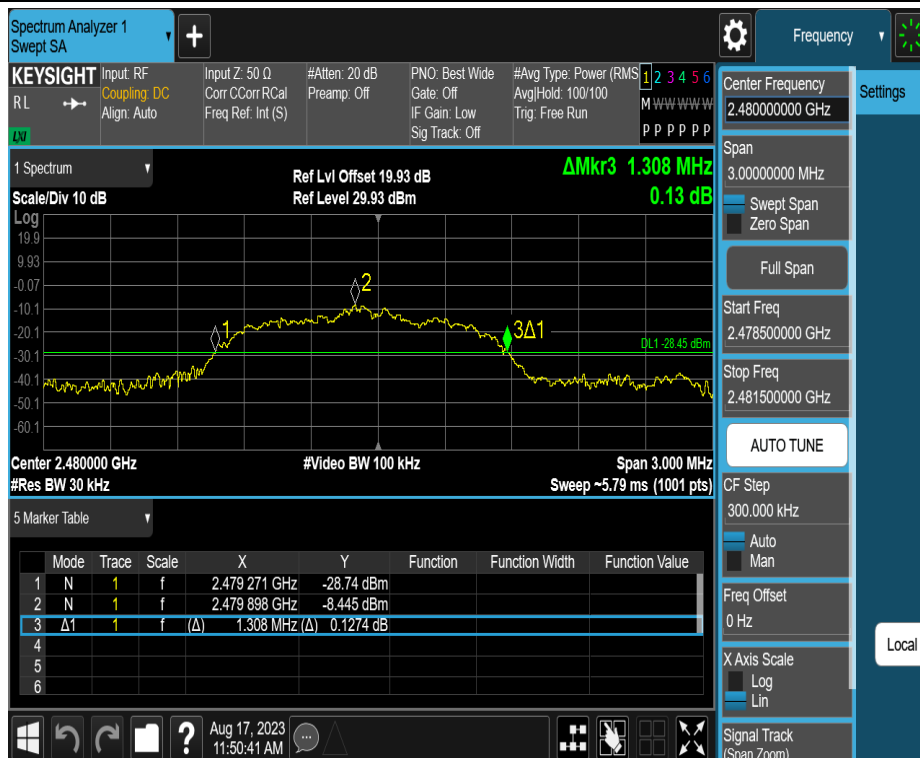 Spectrum Analyzer 1
Swept SA
+
Frequency
KEYSIGHT
RL
LXI
Input: RF
Coupling: DC
Align: Auto
Input Z: 50 Ω
Corr CCorr RCal
Freq Ref: Int (S)
#Atten: 20 dB
Preamp: Off
PNO: Best Wide
Gate: Off
IF Gain: Low
Sig Track: Off
#Avg Type: Power (RMS
Avg|Hold: 100/100
Trig: Free Run
1 2 3 4 5 6
M W W W W W
P P P P P P
Center Frequency
2.480000000 GHz
Settings
1 Spectrum
Scale/Div 10 dB
Ref Lvl Offset 19.93 dB
Ref Level 29.93 dBm
ΔMkr3 1.308 MHz
0.13 dB
Log
19.9
9.93
-0.07
-10.1
-20.1
-30.1
-40.1
-50.1
-60.1
1
2
3Δ1
DL1 -28.45 dBm
Center 2.480000 GHz
#Res BW 30 kHz
#Video BW 100 kHz
Span 3.000 MHz
Sweep ~5.79 ms (1001 pts)
Span
3.00000000 MHz
Swept Span
Zero Span
Full Span
Start Freq
2.478500000 GHz
Stop Freq
2.481500000 GHz
AUTO TUNE
CF Step
300.000 kHz
Auto
Man
Freq Offset
0 Hz
X Axis Scale
Log
Lin
Signal Track
(Span Zoom)
Local
5 Marker Table
Mode Trace Scale X Y Function Function Width Function Value
1 N 1 f 2.479 271 GHz -28.74 dBm
2 N 1 f 2.479 898 GHz -8.445 dBm
3 Δ1 1 f (Δ) 1.308 MHz (Δ) 0.1274 dB
4
5
6
?
Aug 17, 2023
11:50:41 AM